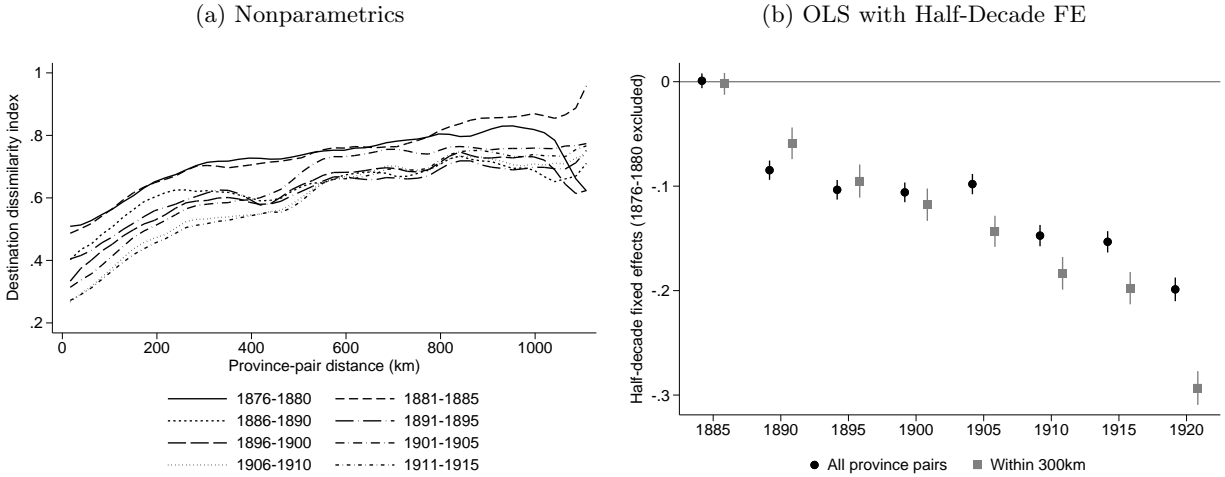 (a) Nonparametrics
Destination dissimilarity index
1
.8
.6
.4
.2
0 200 400 600 800 1000
Province-pair distance (km)
1876-1880 1881-1885
1886-1890 1891-1895
1896-1900 1901-1905
1906-1910 1911-1915
(b) OLS with Half-Decade FE
Half-decade fixed effects (1876-1880 excluded)
0
-.1
-.2
-.3
1885 1890 1895 1900 1905 1910 1915 1920
All province pairs Within 300km